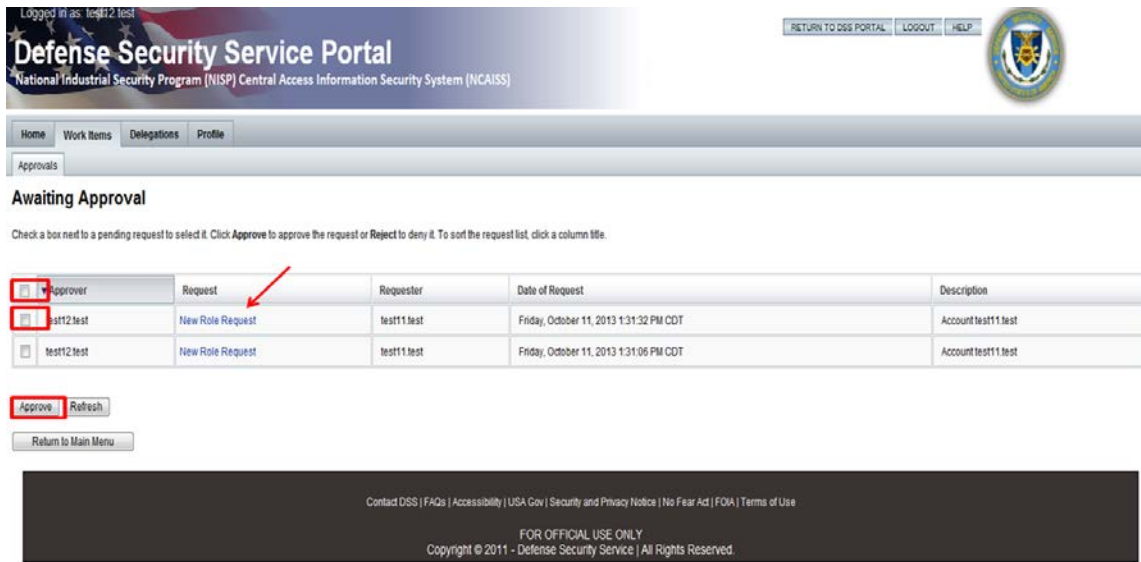 Logged in as: test12.test
RETURN TO DSS PORTAL LOGOUT HELP
Defense Security Service Portal
National Industrial Security Program (NISP) Central Access Information Security System (NCAISS)
Home Work Items Delegations Profile
Approvals
Awaiting Approval
Check a box next to a pending request to select it. Click Approve to approve the request or Reject to deny it. To sort the request list, click a column title.
▼Approver Request Requester Date of Request Description
test12.test New Role Request test11.test Friday, October 11, 2013 1:31:32 PM CDT Account test11.test
test12.test New Role Request test11.test Friday, October 11, 2013 1:31:06 PM CDT Account test11.test
Approve Refresh
Return to Main Menu
Contact DSS | FAQs | Accessibility | USA Gov | Security and Privacy Notice | No Fear Act | FOIA | Terms of Use
FOR OFFICIAL USE ONLY
Copyright © 2011 - Defense Security Service | All Rights Reserved.